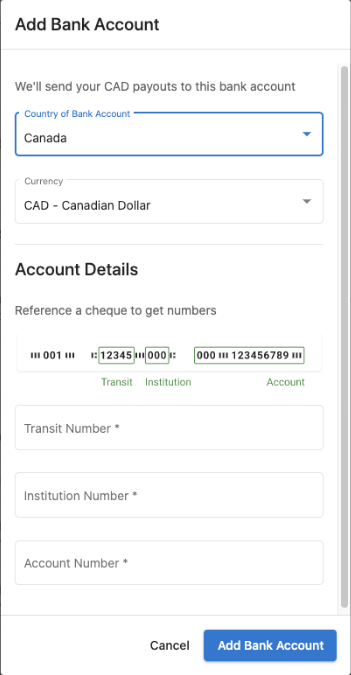 Add Bank Account
We'll send your CAD payouts to this bank account
Country of Bank Account
Canada
Currency
CAD - Canadian Dollar
Account Details
Reference a cheque to get numbers
⑈ 001 ⑈ ⑆ 12345 ⑈ 000 ⑆ 000 ⑈ 123456789 ⑈
Transit Institution Account
Transit Number *
Institution Number *
Account Number *
Cancel Add Bank Account